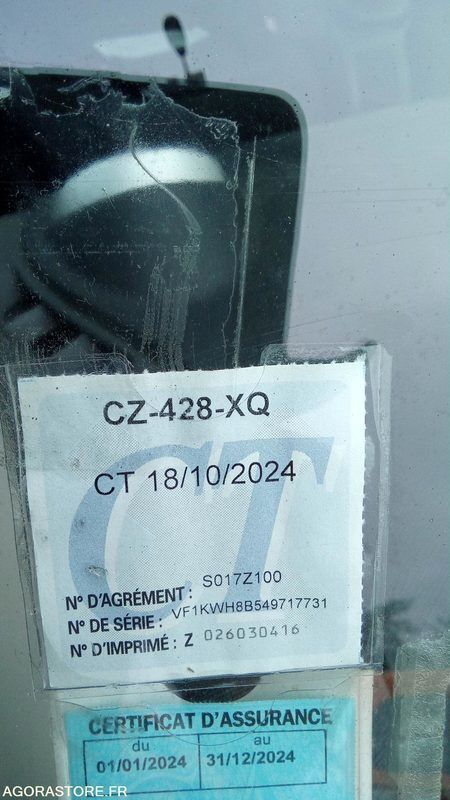 CZ-428-XQ
CT 18/10/2024
N° D'AGRÉMENT : S017Z100
N° DE SÉRIE : VF1KWH8B549717731
N° D'IMPRIMÉ : Z 026030416
CERTIFICAT D'ASSURANCE
du au
01/01/2024 31/12/2024
AGORASTORE.FR